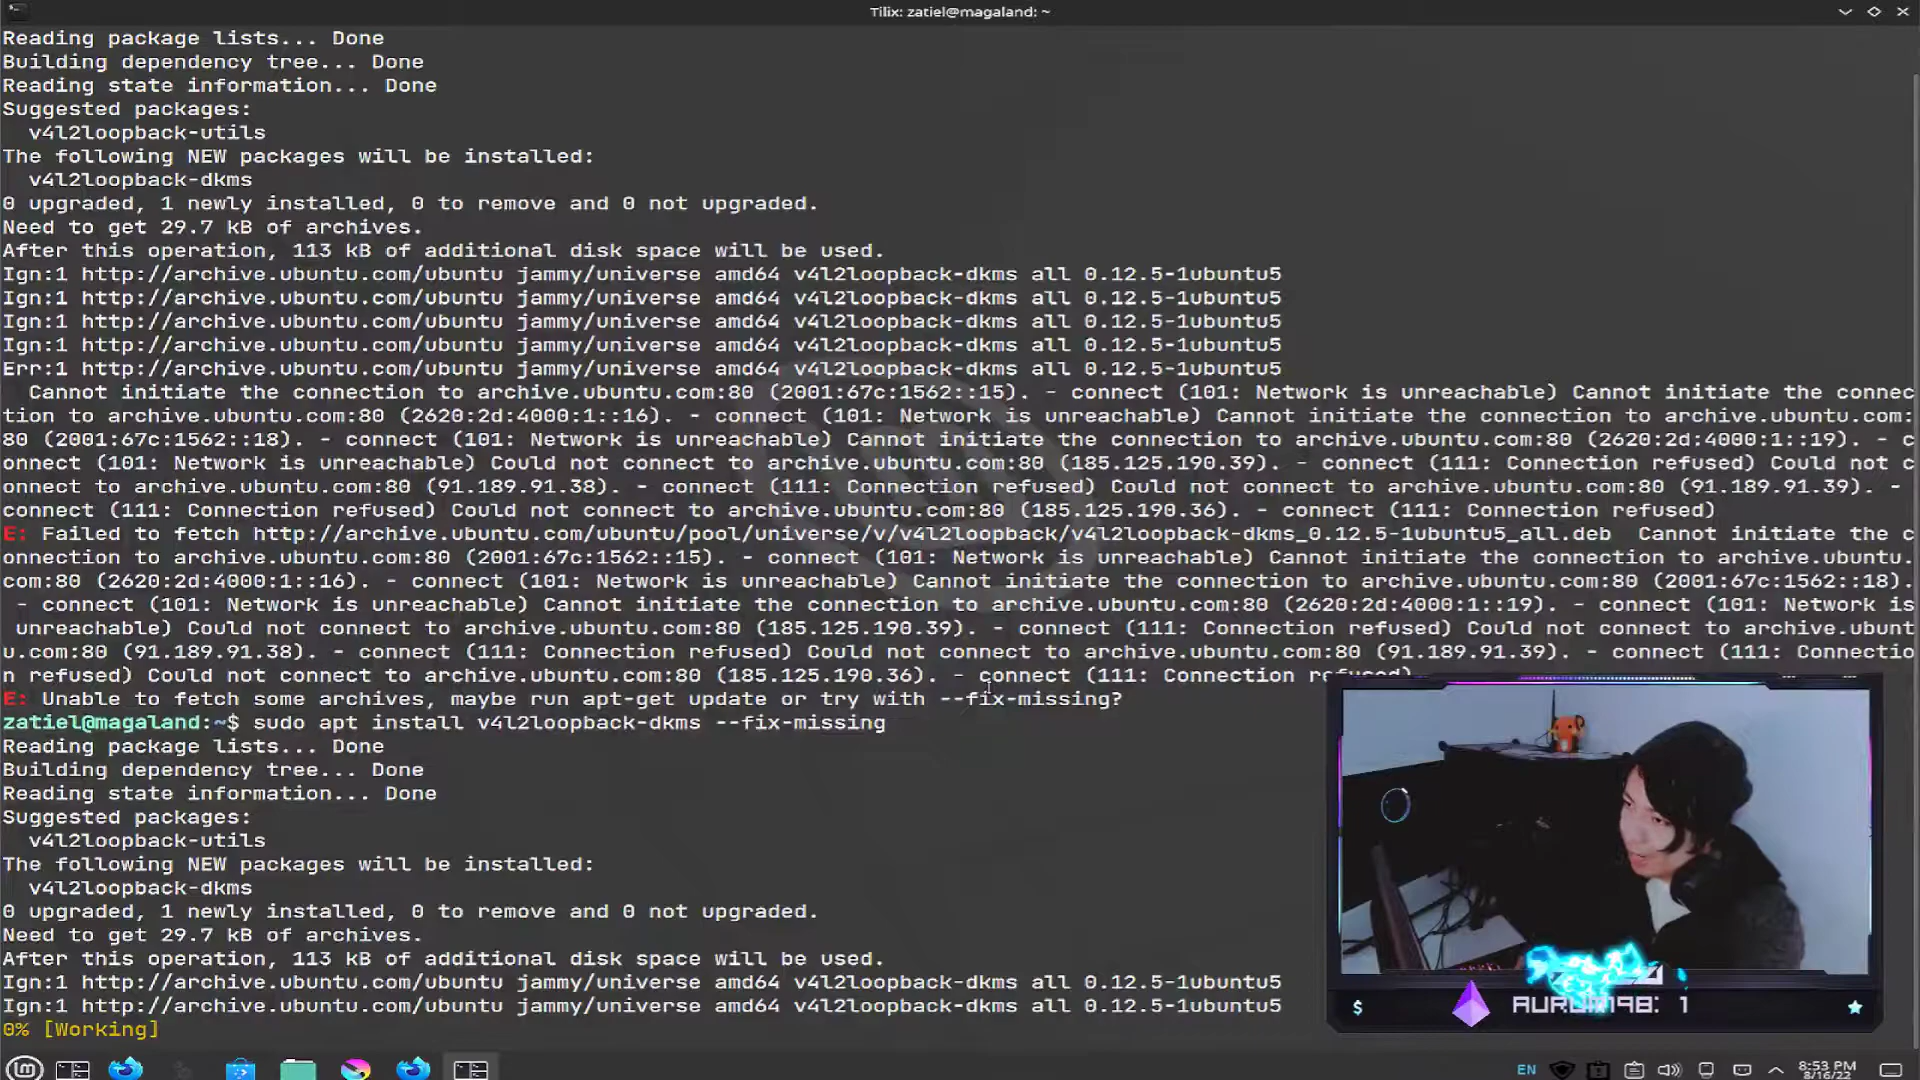 Tilix: zatiel@magaland: ~
Reading package lists... Done
Building dependency tree... Done
Reading state information... Done
Suggested packages:
  v4l2loopback-utils
The following NEW packages will be installed:
  v4l2loopback-dkms
0 upgraded, 1 newly installed, 0 to remove and 0 not upgraded.
Need to get 29.7 kB of archives.
After this operation, 113 kB of additional disk space will be used.
Ign:1 http://archive.ubuntu.com/ubuntu jammy/universe amd64 v4l2loopback-dkms all 0.12.5-1ubuntu5
Ign:1 http://archive.ubuntu.com/ubuntu jammy/universe amd64 v4l2loopback-dkms all 0.12.5-1ubuntu5
Ign:1 http://archive.ubuntu.com/ubuntu jammy/universe amd64 v4l2loopback-dkms all 0.12.5-1ubuntu5
Ign:1 http://archive.ubuntu.com/ubuntu jammy/universe amd64 v4l2loopback-dkms all 0.12.5-1ubuntu5
Err:1 http://archive.ubuntu.com/ubuntu jammy/universe amd64 v4l2loopback-dkms all 0.12.5-1ubuntu5
  Cannot initiate the connection to archive.ubuntu.com:80 (2001:67c:1562::15). - connect (101: Network is unreachable) Cannot initiate the connec
tion to archive.ubuntu.com:80 (2620:2d:4000:1::16). - connect (101: Network is unreachable) Cannot initiate the connection to archive.ubuntu.com:
80 (2001:67c:1562::18). - connect (101: Network is unreachable) Cannot initiate the connection to archive.ubuntu.com:80 (2620:2d:4000:1::19). - c
onnect (101: Network is unreachable) Could not connect to archive.ubuntu.com:80 (185.125.190.39). - connect (111: Connection refused) Could not c
onnect to archive.ubuntu.com:80 (91.189.91.38). - connect (111: Connection refused) Could not connect to archive.ubuntu.com:80 (91.189.91.39). -
connect (111: Connection refused) Could not connect to archive.ubuntu.com:80 (185.125.190.36). - connect (111: Connection refused)
E: Failed to fetch http://archive.ubuntu.com/ubuntu/pool/universe/v/v4l2loopback/v4l2loopback-dkms_0.12.5-1ubuntu5_all.deb  Cannot initiate the c
onnection to archive.ubuntu.com:80 (2001:67c:1562::15). - connect (101: Network is unreachable) Cannot initiate the connection to archive.ubuntu.
com:80 (2620:2d:4000:1::16). - connect (101: Network is unreachable) Cannot initiate the connection to archive.ubuntu.com:80 (2001:67c:1562::18).
 - connect (101: Network is unreachable) Cannot initiate the connection to archive.ubuntu.com:80 (2620:2d:4000:1::19). - connect (101: Network is
 unreachable) Could not connect to archive.ubuntu.com:80 (185.125.190.39). - connect (111: Connection refused) Could not connect to archive.ubunt
u.com:80 (91.189.91.38). - connect (111: Connection refused) Could not connect to archive.ubuntu.com:80 (91.189.91.39). - connect (111: Connectio
n refused) Could not connect to archive.ubuntu.com:80 (185.125.190.36). - connect (111: Connection refused)
E: Unable to fetch some archives, maybe run apt-get update or try with --fix-missing?
zatiel@magaland:~$ sudo apt install v4l2loopback-dkms --fix-missing
Reading package lists... Done
Building dependency tree... Done
Reading state information... Done
Suggested packages:
  v4l2loopback-utils
The following NEW packages will be installed:
  v4l2loopback-dkms
0 upgraded, 1 newly installed, 0 to remove and 0 not upgraded.
Need to get 29.7 kB of archives.
After this operation, 113 kB of additional disk space will be used.
Ign:1 http://archive.ubuntu.com/ubuntu jammy/universe amd64 v4l2loopback-dkms all 0.12.5-1ubuntu5
Ign:1 http://archive.ubuntu.com/ubuntu jammy/universe amd64 v4l2loopback-dkms all 0.12.5-1ubuntu5
0% [Working]
$ AURUM98: 1
EN
8:53 PM
8/16/22